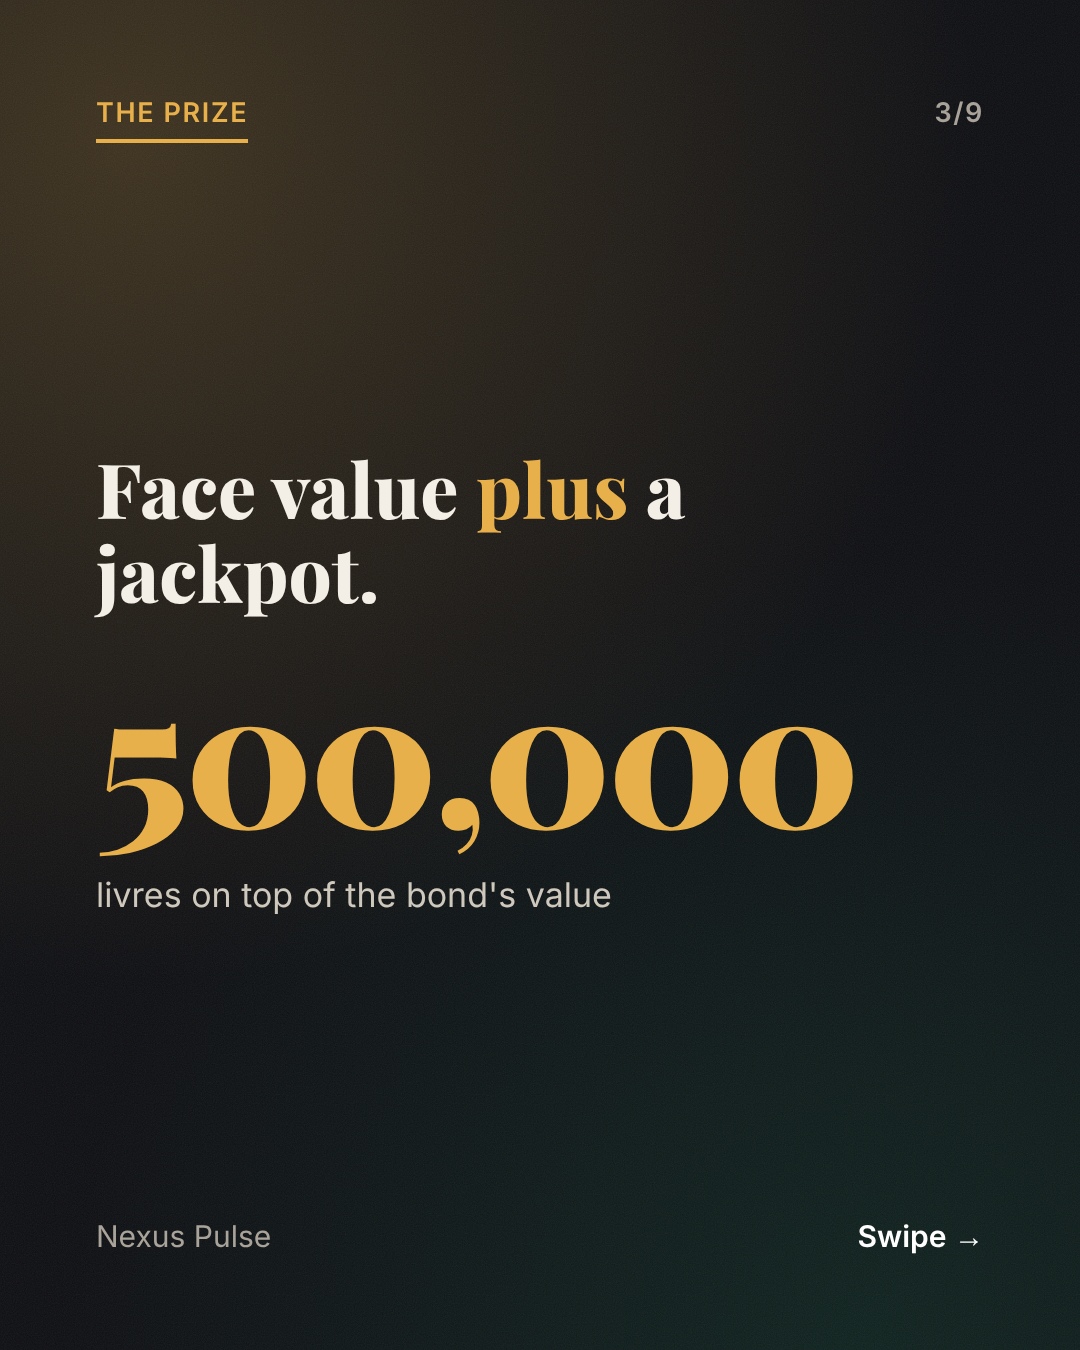 THE PRIZE
3/9
Face value plus a
jackpot.
500,000
livres on top of the bond's value
Nexus Pulse
Swipe →